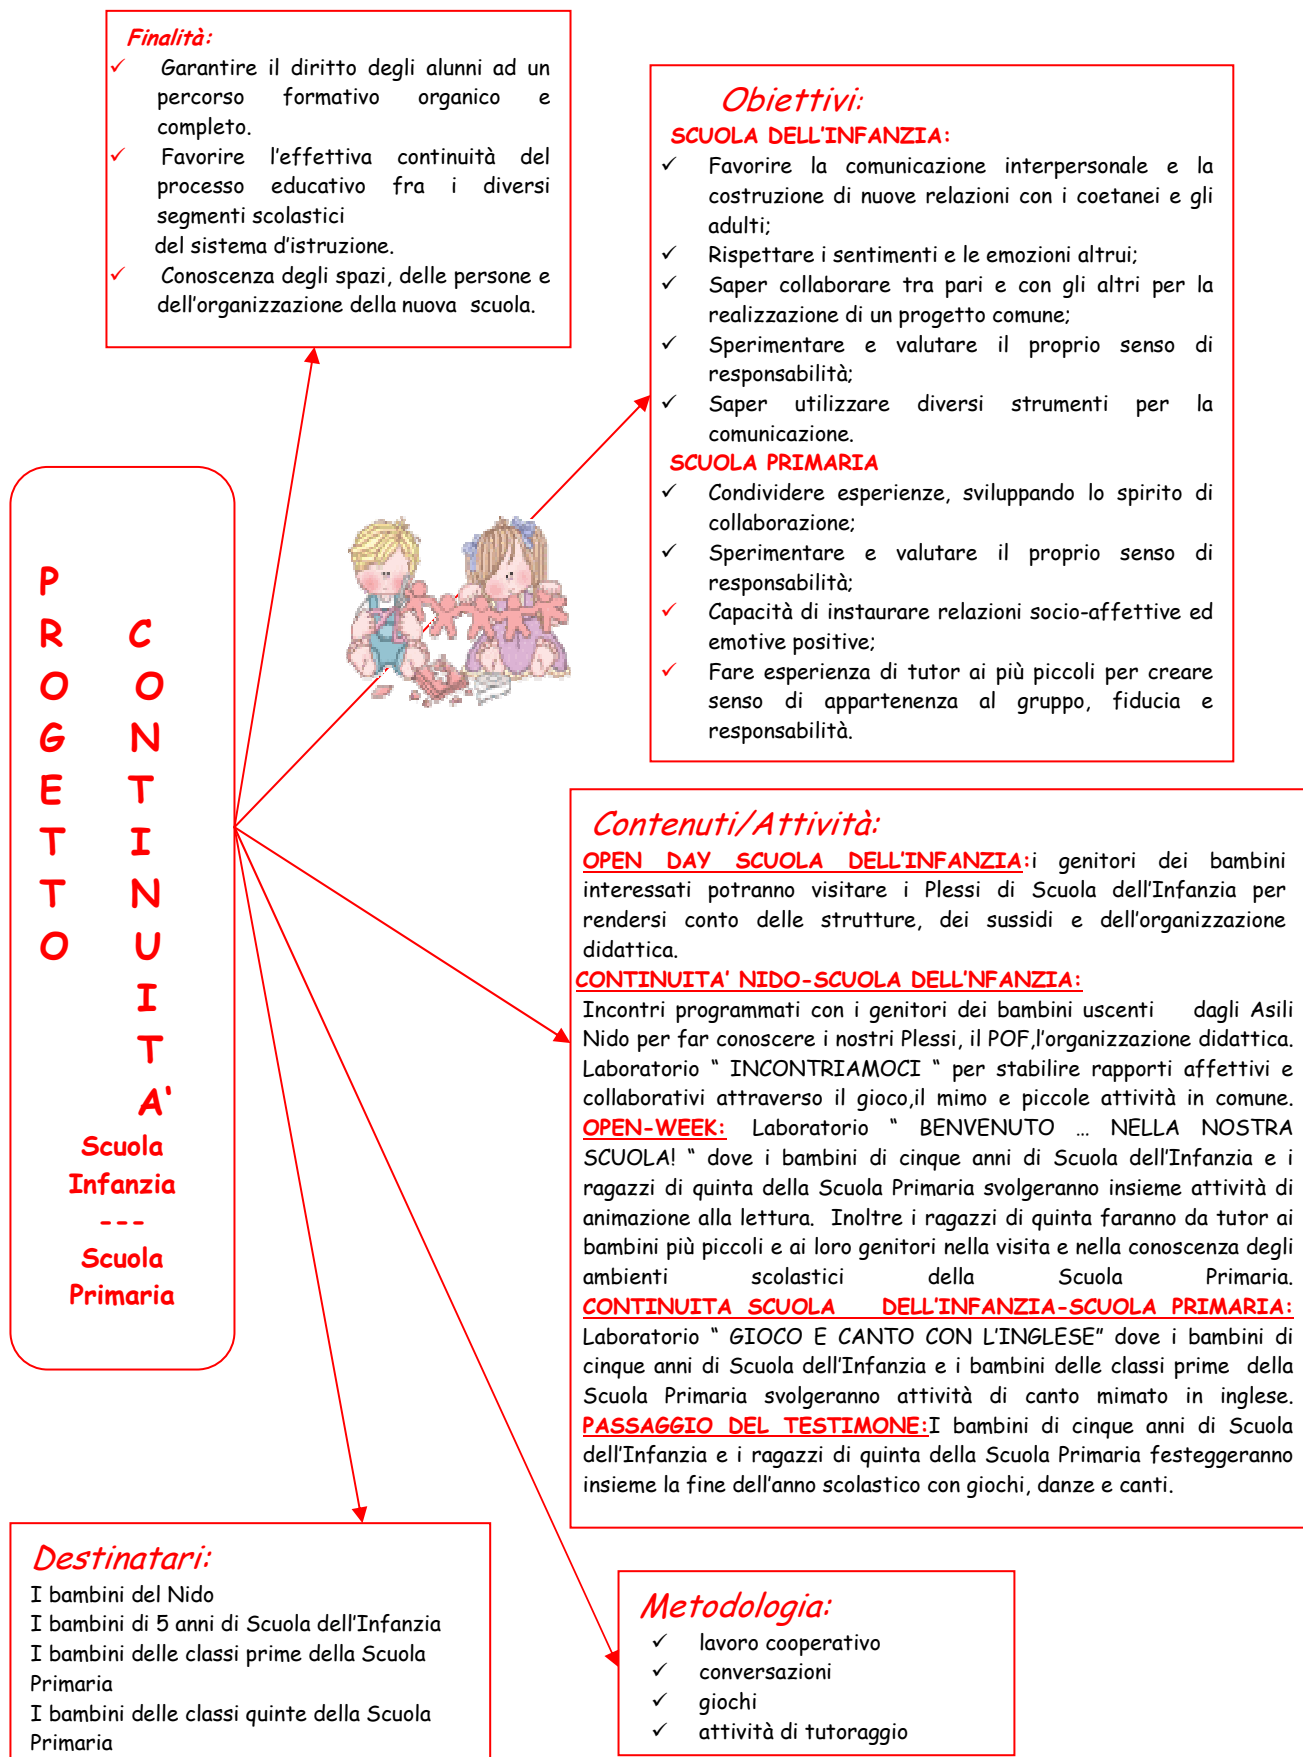 Finalità:
✓ Garantire il diritto degli alunni ad un
percorso formativo organico e
completo.
✓ Favorire l'effettiva continuità del
processo educativo fra i diversi
segmenti scolastici
del sistema d'istruzione.
✓ Conoscenza degli spazi, delle persone e
dell'organizzazione della nuova scuola.
Obiettivi:
SCUOLA DELL'INFANZIA:
✓ Favorire la comunicazione interpersonale e la
costruzione di nuove relazioni con i coetanei e gli
adulti;
✓ Rispettare i sentimenti e le emozioni altrui;
✓ Saper collaborare tra pari e con gli altri per la
realizzazione di un progetto comune;
✓ Sperimentare e valutare il proprio senso di
responsabilità;
✓ Saper utilizzare diversi strumenti per la
comunicazione.
SCUOLA PRIMARIA
✓ Condividere esperienze, sviluppando lo spirito di
collaborazione;
✓ Sperimentare e valutare il proprio senso di
responsabilità;
✓ Capacità di instaurare relazioni socio-affettive ed
emotive positive;
✓ Fare esperienza di tutor ai più piccoli per creare
senso di appartenenza al gruppo, fiducia e
responsabilità.
PROGETTO
CONTINUITA'
Scuola
Infanzia
---
Scuola
Primaria
Contenuti/Attività:
OPEN DAY SCUOLA DELL'INFANZIA:i genitori dei bambini
interessati potranno visitare i Plessi di Scuola dell'Infanzia per
rendersi conto delle strutture, dei sussidi e dell'organizzazione
didattica.
CONTINUITA' NIDO-SCUOLA DELL'NFANZIA:
Incontri programmati con i genitori dei bambini uscenti dagli Asili
Nido per far conoscere i nostri Plessi, il POF,l'organizzazione didattica.
Laboratorio " INCONTRIAMOCI " per stabilire rapporti affettivi e
collaborativi attraverso il gioco,il mimo e piccole attività in comune.
OPEN-WEEK: Laboratorio " BENVENUTO … NELLA NOSTRA
SCUOLA! " dove i bambini di cinque anni di Scuola dell'Infanzia e i
ragazzi di quinta della Scuola Primaria svolgeranno insieme attività di
animazione alla lettura. Inoltre i ragazzi di quinta faranno da tutor ai
bambini più piccoli e ai loro genitori nella visita e nella conoscenza degli
ambienti scolastici della Scuola Primaria.
CONTINUITA SCUOLA DELL'INFANZIA-SCUOLA PRIMARIA:
Laboratorio " GIOCO E CANTO CON L'INGLESE" dove i bambini di
cinque anni di Scuola dell'Infanzia e i bambini delle classi prime della
Scuola Primaria svolgeranno attività di canto mimato in inglese.
PASSAGGIO DEL TESTIMONE:I bambini di cinque anni di Scuola
dell'Infanzia e i ragazzi di quinta della Scuola Primaria festeggeranno
insieme la fine dell'anno scolastico con giochi, danze e canti.
Destinatari:
I bambini del Nido
I bambini di 5 anni di Scuola dell'Infanzia
I bambini delle classi prime della Scuola
Primaria
I bambini delle classi quinte della Scuola
Primaria
Metodologia:
✓ lavoro cooperativo
✓ conversazioni
✓ giochi
✓ attività di tutoraggio